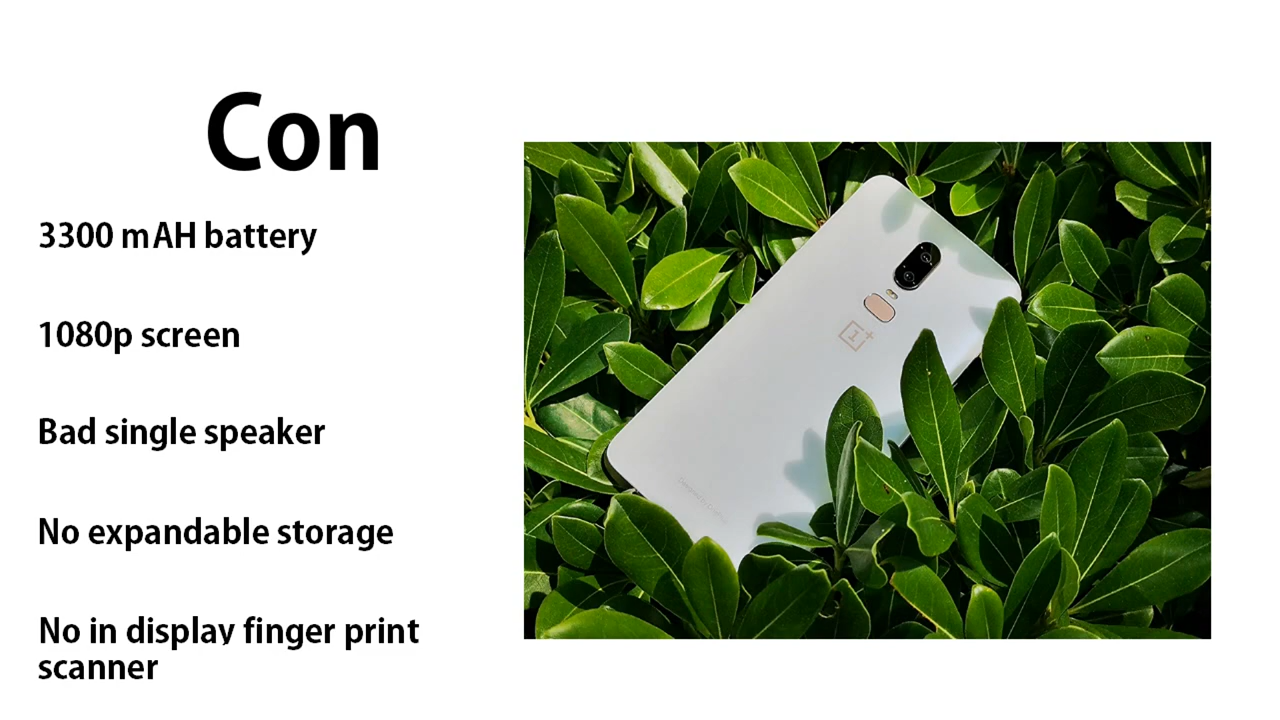 Con
3300 mAH battery
1080p screen
Bad single speaker
No expandable storage
No in display finger print
scanner